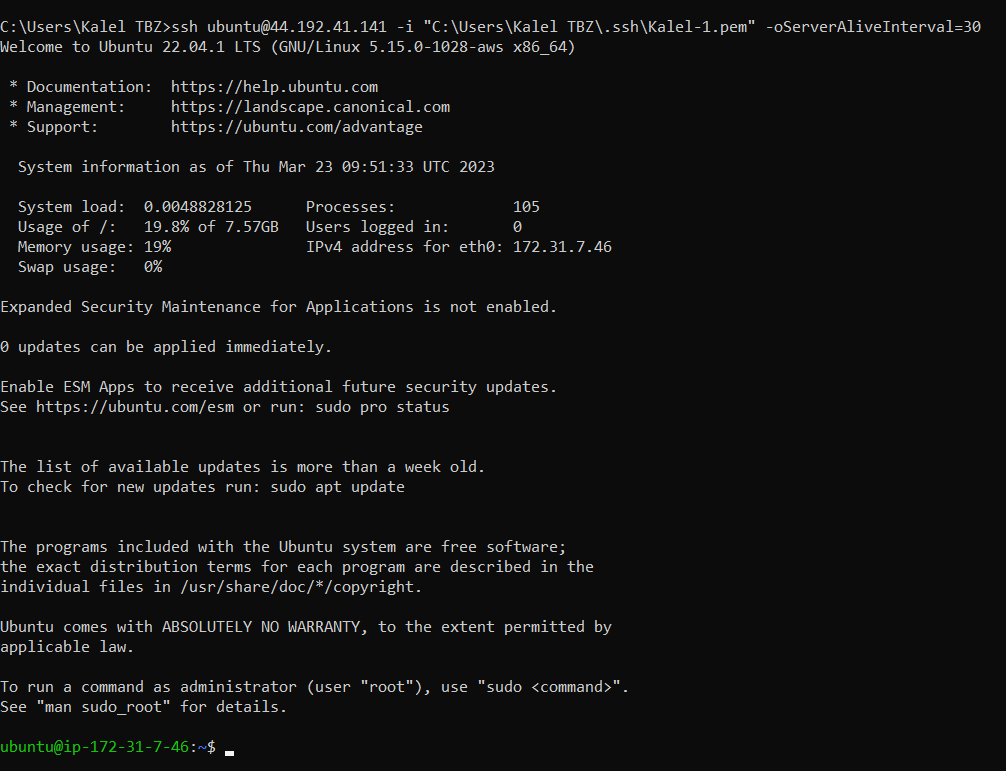 C:\Users\Kalel TBZ>ssh ubuntu@44.192.41.141 -i "C:\Users\Kalel TBZ\.ssh\Kalel-1.pem" -oServerAliveInterval=30
Welcome to Ubuntu 22.04.1 LTS (GNU/Linux 5.15.0-1028-aws x86_64)
* Documentation:  https://help.ubuntu.com
* Management:     https://landscape.canonical.com
* Support:        https://ubuntu.com/advantage
System information as of Thu Mar 23 09:51:33 UTC 2023
System load:  0.0048828125      Processes:             105
Usage of /:   19.8% of 7.57GB   Users logged in:       0
Memory usage: 19%               IPv4 address for eth0: 172.31.7.46
Swap usage:   0%
Expanded Security Maintenance for Applications is not enabled.
0 updates can be applied immediately.
Enable ESM Apps to receive additional future security updates.
See https://ubuntu.com/esm or run: sudo pro status
The list of available updates is more than a week old.
To check for new updates run: sudo apt update
The programs included with the Ubuntu system are free software;
the exact distribution terms for each program are described in the
individual files in /usr/share/doc/*/copyright.
Ubuntu comes with ABSOLUTELY NO WARRANTY, to the extent permitted by
applicable law.
To run a command as administrator (user "root"), use "sudo <command>".
See "man sudo_root" for details.
ubuntu@ip-172-31-7-46:~$